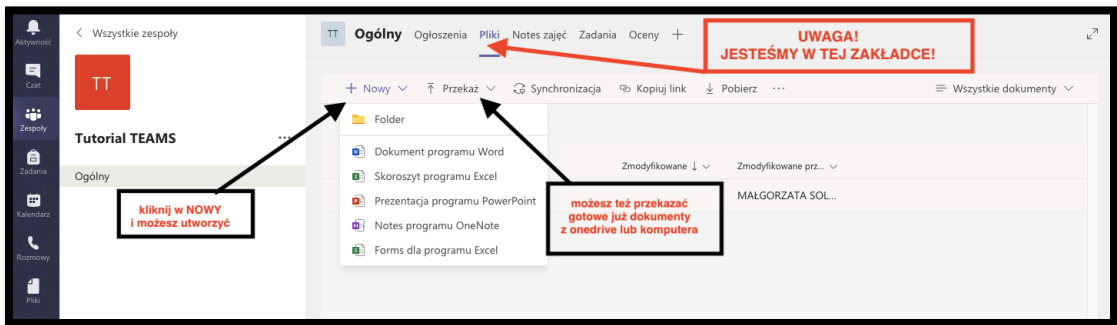 Aktywność
Czat
Zespoły
Zadania
Kalendarz
Rozmowy
Pliki
Wszystkie zespoły
TT
Tutorial TEAMS
...
Ogólny
kliknij w NOWY
i możesz utworzyć
TT Ogólny Ogłoszenia Pliki Notes zajęć Zadania Oceny +
UWAGA!
JESTEŚMY W TEJ ZAKŁADCE!
+ Nowy Przekaż Synchronizacja Kopiuj link Pobierz ... Wszystkie dokumenty
Folder
Dokument programu Word
Skoroszyt programu Excel
Prezentacja programu PowerPoint
Notes programu OneNote
Forms dla programu Excel
Zmodyfikowane ↓ Zmodyfikowane prz...
MAŁGORZATA SOL...
możesz też przekazać
gotowe już dokumenty
z onedrive lub komputera